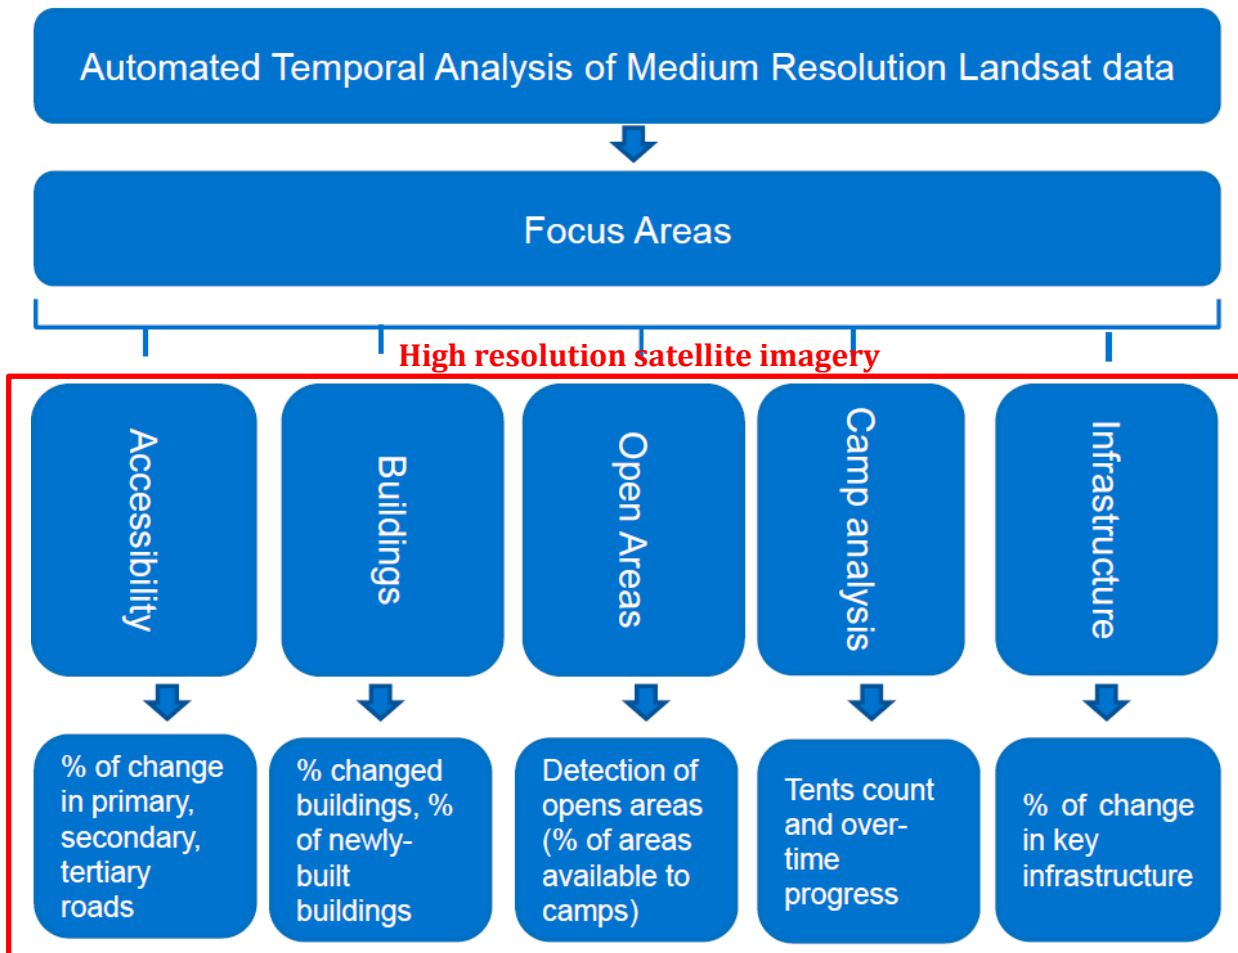 Automated Temporal Analysis of Medium Resolution Landsat data
Focus Areas
High resolution satellite imagery
Accessibility
Buildings
Open Areas
Camp analysis
Infrastructure
% of change
in primary,
secondary,
tertiary
roads
% changed
buildings, %
of newly-
built
buildings
Detection of
opens areas
(% of areas
available to
camps)
Tents count
and over-
time
progress
% of change
in key
infrastructure